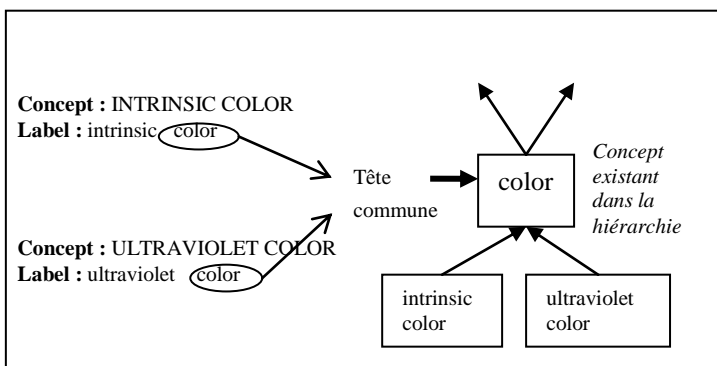 Concept : INTRINSIC COLOR
Label : intrinsic color
Tête
commune
color
Concept
existant
dans la
hiérarchie
Concept : ULTRAVIOLET COLOR
Label : ultraviolet color
intrinsic
color
ultraviolet
color